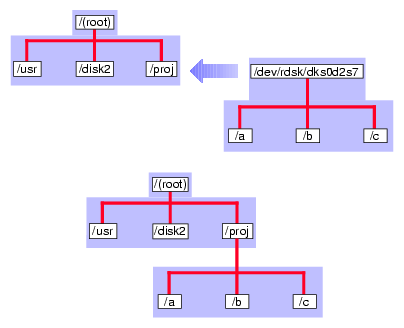 /(root)
/usr /disk2 /proj
/dev/rdsk/dks0d2s7
/a /b /c
/(root)
/usr /disk2 /proj
/a /b /c